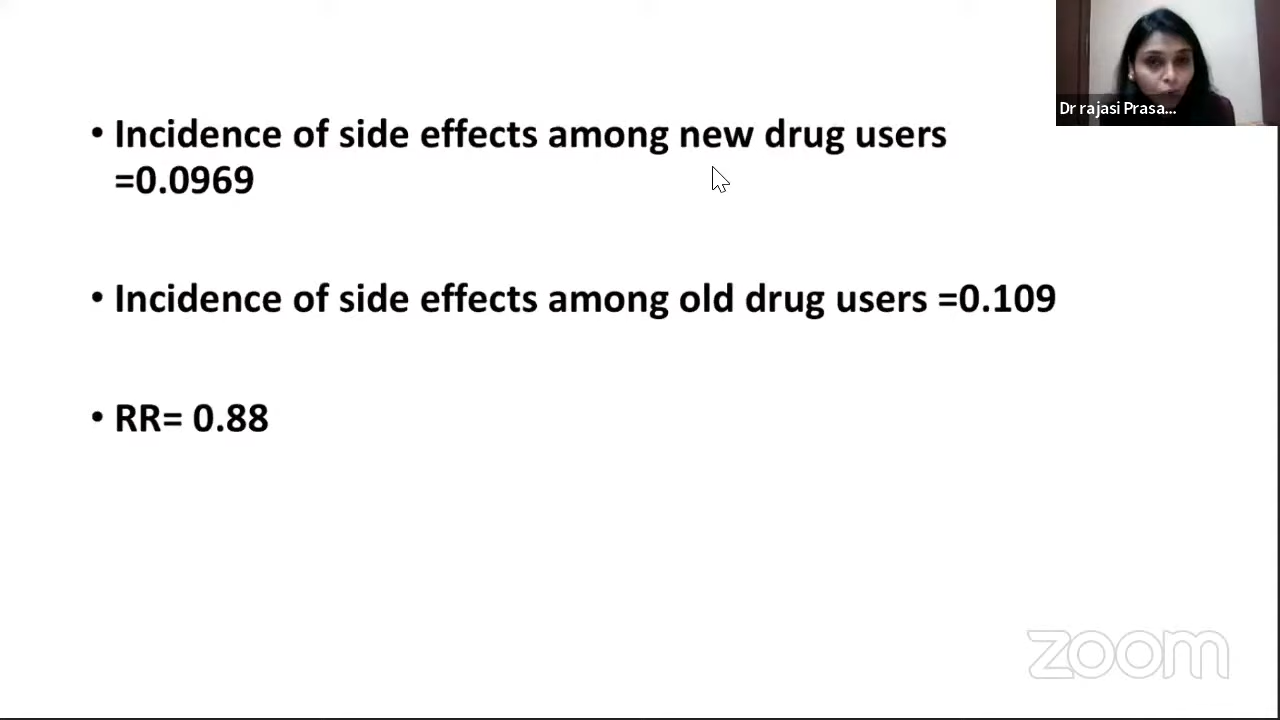 • Incidence of side effects among new drug users
=0.0969
• Incidence of side effects among old drug users =0.109
• RR= 0.88
Dr rajasi Prasa...
zoom